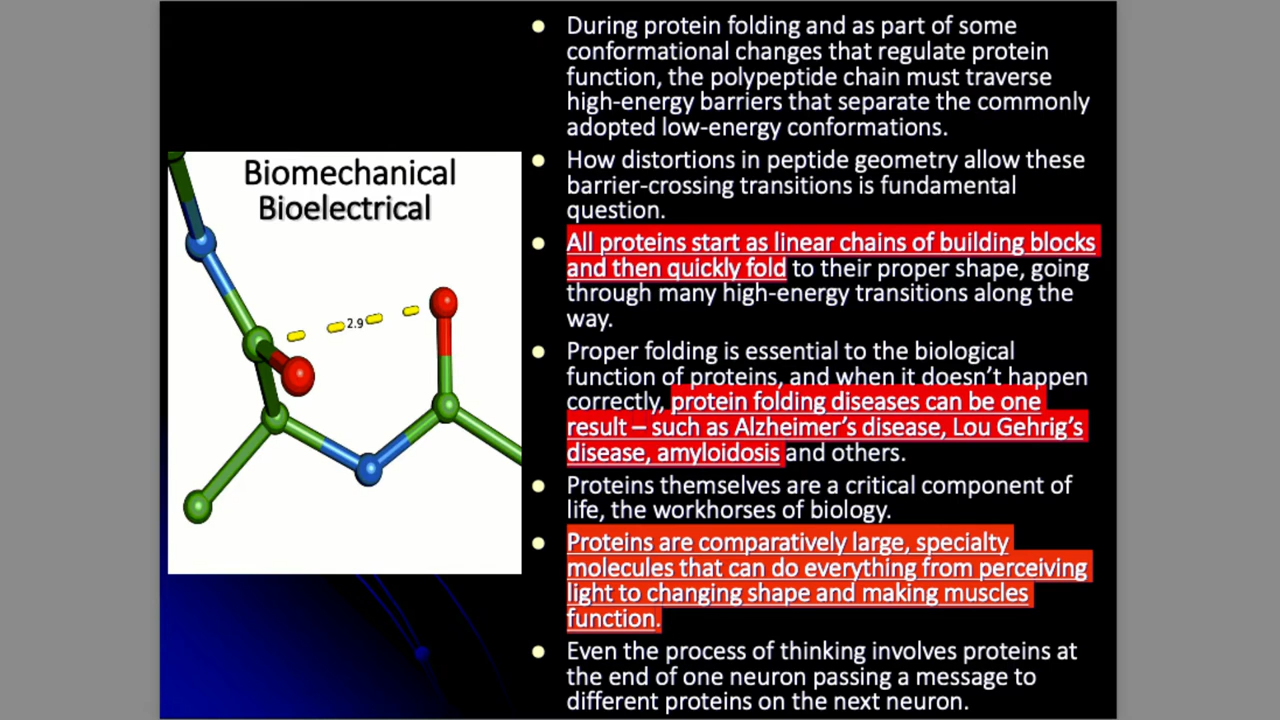 Biomechanical
Bioelectrical
2.9
During protein folding and as part of some
conformational changes that regulate protein
function, the polypeptide chain must traverse
high-energy barriers that separate the commonly
adopted low-energy conformations.
How distortions in peptide geometry allow these
barrier-crossing transitions is fundamental
question.
All proteins start as linear chains of building blocks
and then quickly fold to their proper shape, going
through many high-energy transitions along the
way.
Proper folding is essential to the biological
function of proteins, and when it doesn’t happen
correctly, protein folding diseases can be one
result – such as Alzheimer’s disease, Lou Gehrig’s
disease, amyloidosis and others.
Proteins themselves are a critical component of
life, the workhorses of biology.
Proteins are comparatively large, specialty
molecules that can do everything from perceiving
light to changing shape and making muscles
function.
Even the process of thinking involves proteins at
the end of one neuron passing a message to
different proteins on the next neuron.